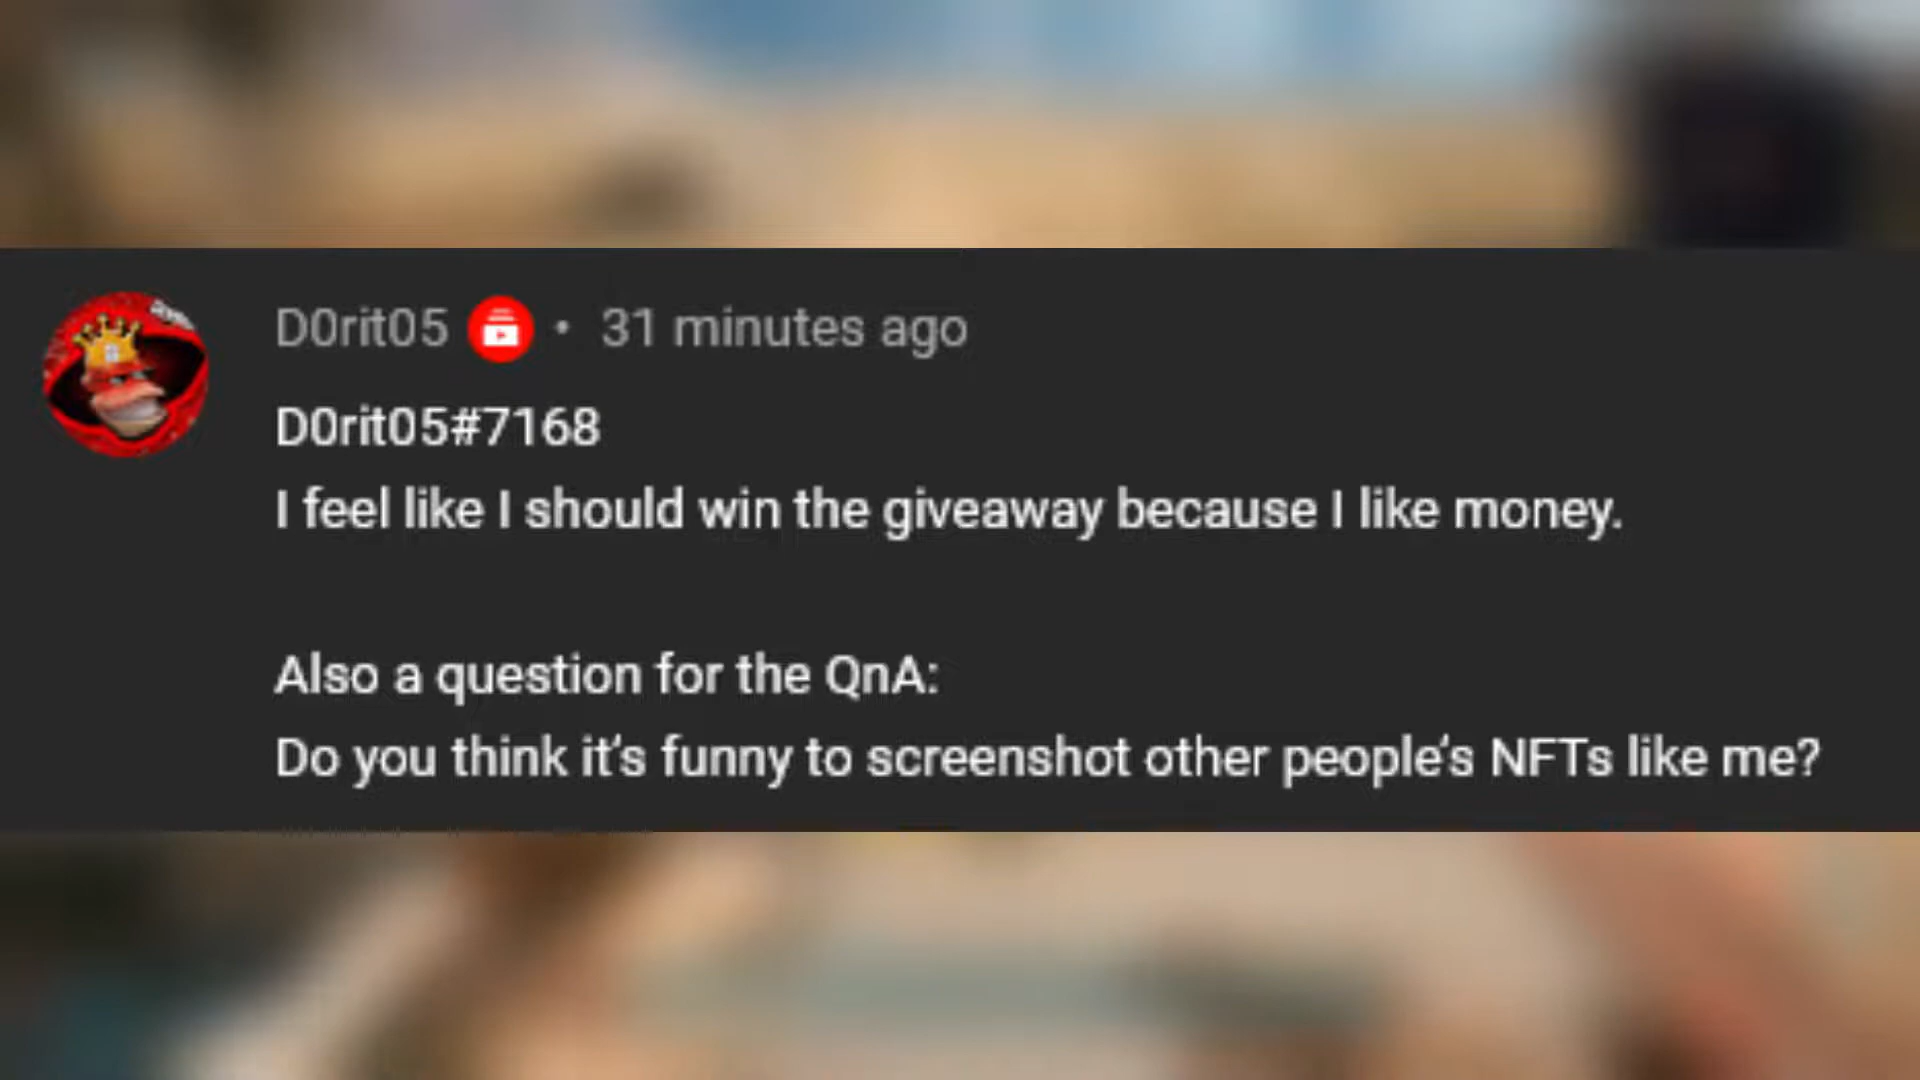 D0rit05 • 31 minutes ago
D0rit05#7168
I feel like I should win the giveaway because I like money.
Also a question for the QnA:
Do you think it's funny to screenshot other people's NFTs like me?